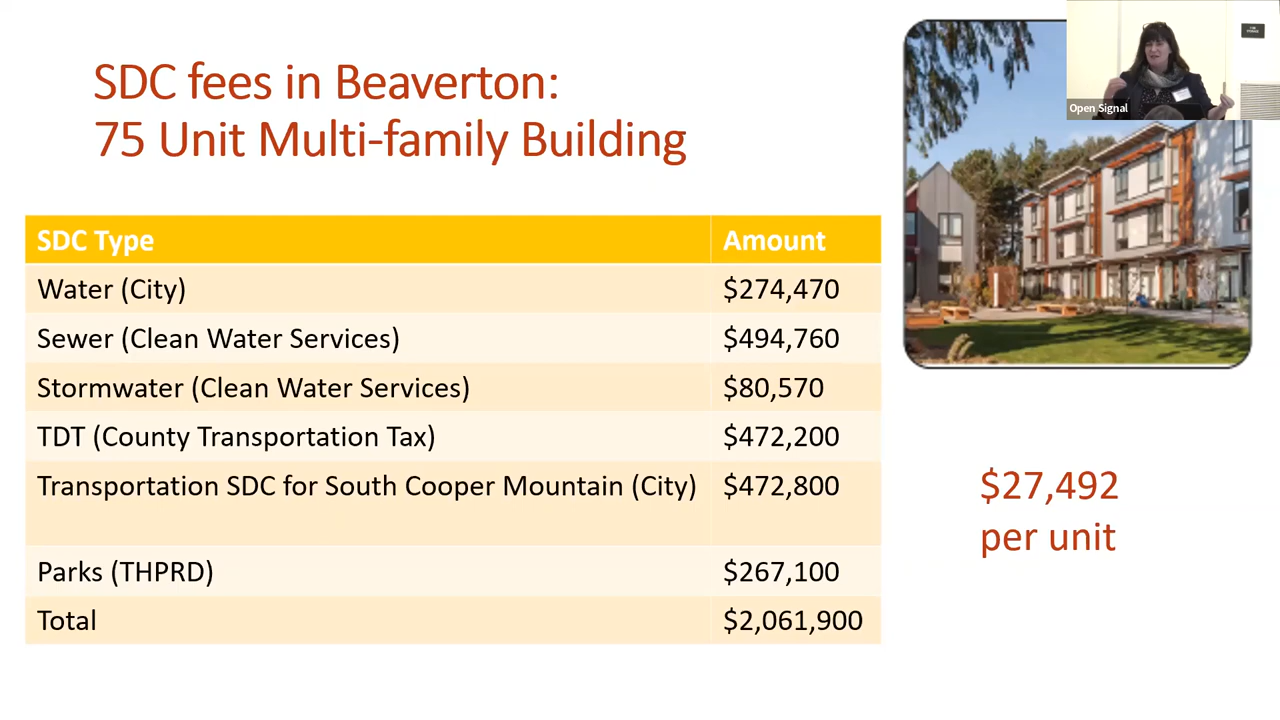 SDC fees in Beaverton:
75 Unit Multi-family Building
Open Signal
SDC Type Amount
Water (City) $274,470
Sewer (Clean Water Services) $494,760
Stormwater (Clean Water Services) $80,570
TDT (County Transportation Tax) $472,200
Transportation SDC for South Cooper Mountain (City) $472,800
Parks (THPRD) $267,100
Total $2,061,900
$27,492
per unit